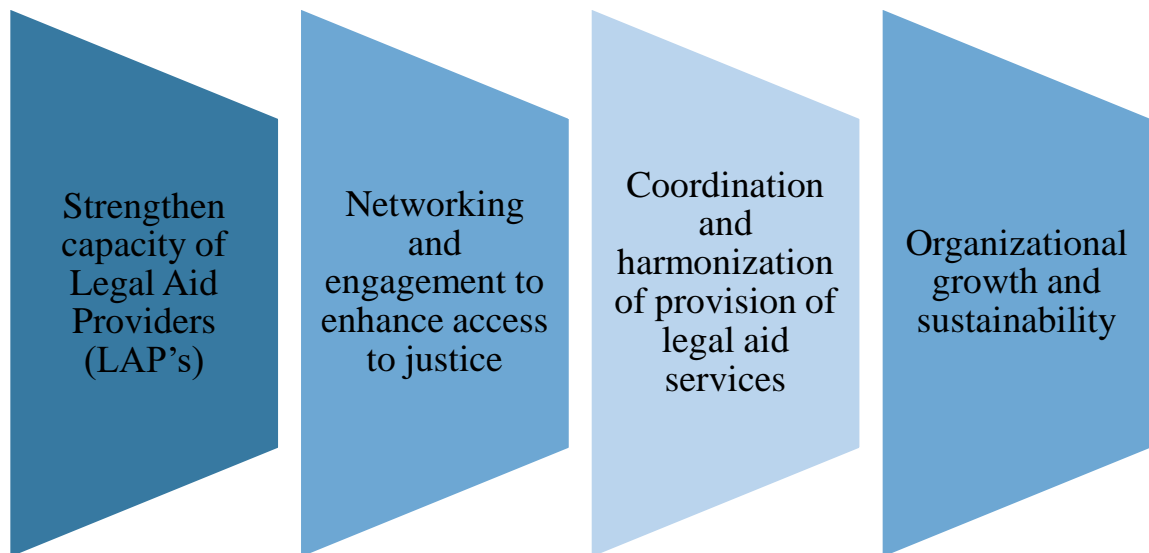 Strengthen
capacity of
Legal Aid
Providers
(LAP’s)
Networking
and
engagement to
enhance access
to justice
Coordination
and
harmonization
of provision of
legal aid
services
Organizational
growth and
sustainability